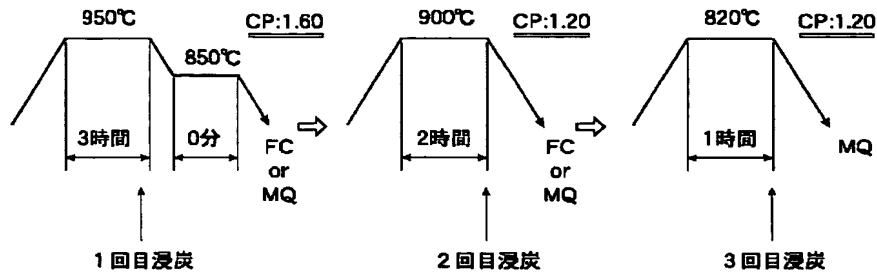 950℃ CP:1.60
850℃
3時間 0分
FC
or
MQ
1回目浸炭
900℃ CP:1.20
2時間
FC
or
MQ
2回目浸炭
820℃ CP:1.20
1時間
MQ
3回目浸炭